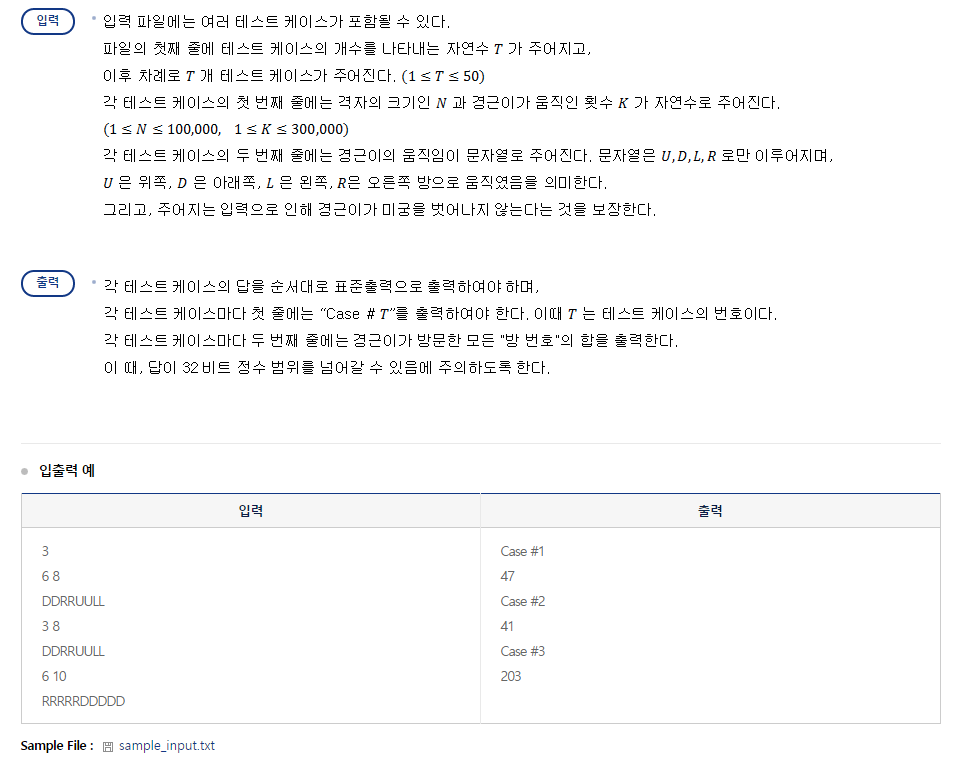 입력
입력 파일에는 여러 테스트 케이스가 포함될 수 있다.
파일의 첫째 줄에 테스트 케이스의 개수를 나타내는 자연수 T 가 주어지고,
이후 차례로 T 개 테스트 케이스가 주어진다. (1 ≤ T ≤ 50)
각 테스트 케이스의 첫 번째 줄에는 격자의 크기인 N 과 경근이가 움직인 횟수 K 가 자연수로 주어진다.
(1 ≤ N ≤ 100,000, 1 ≤ K ≤ 300,000)
각 테스트 케이스의 두 번째 줄에는 경근이의 움직임이 문자열로 주어진다. 문자열은 U, D, L, R 로만 이루어지며,
U 은 위쪽, D 은 아래쪽, L 은 왼쪽, R은 오른쪽 방으로 움직였음을 의미한다.
그리고, 주어지는 입력으로 인해 경근이가 미궁을 벗어나지 않는다는 것을 보장한다.
출력
각 테스트 케이스의 답을 순서대로 표준출력으로 출력하여야 하며,
각 테스트 케이스마다 첫 줄에는 “Case # T”를 출력하여야 한다. 이때 T 는 테스트 케이스의 번호이다.
각 테스트 케이스마다 두 번째 줄에는 경근이가 방문한 모든 "방 번호"의 합을 출력한다.
이 때, 답이 32비트 정수 범위를 넘어갈 수 있음에 주의하도록 한다.
입출력 예
입력 출력
3
6 8
DDRRUULL
3 8
DDRRUULL
6 10
RRRRRDDDDD
Case #1
47
Case #2
41
Case #3
203
Sample File : sample_input.txt